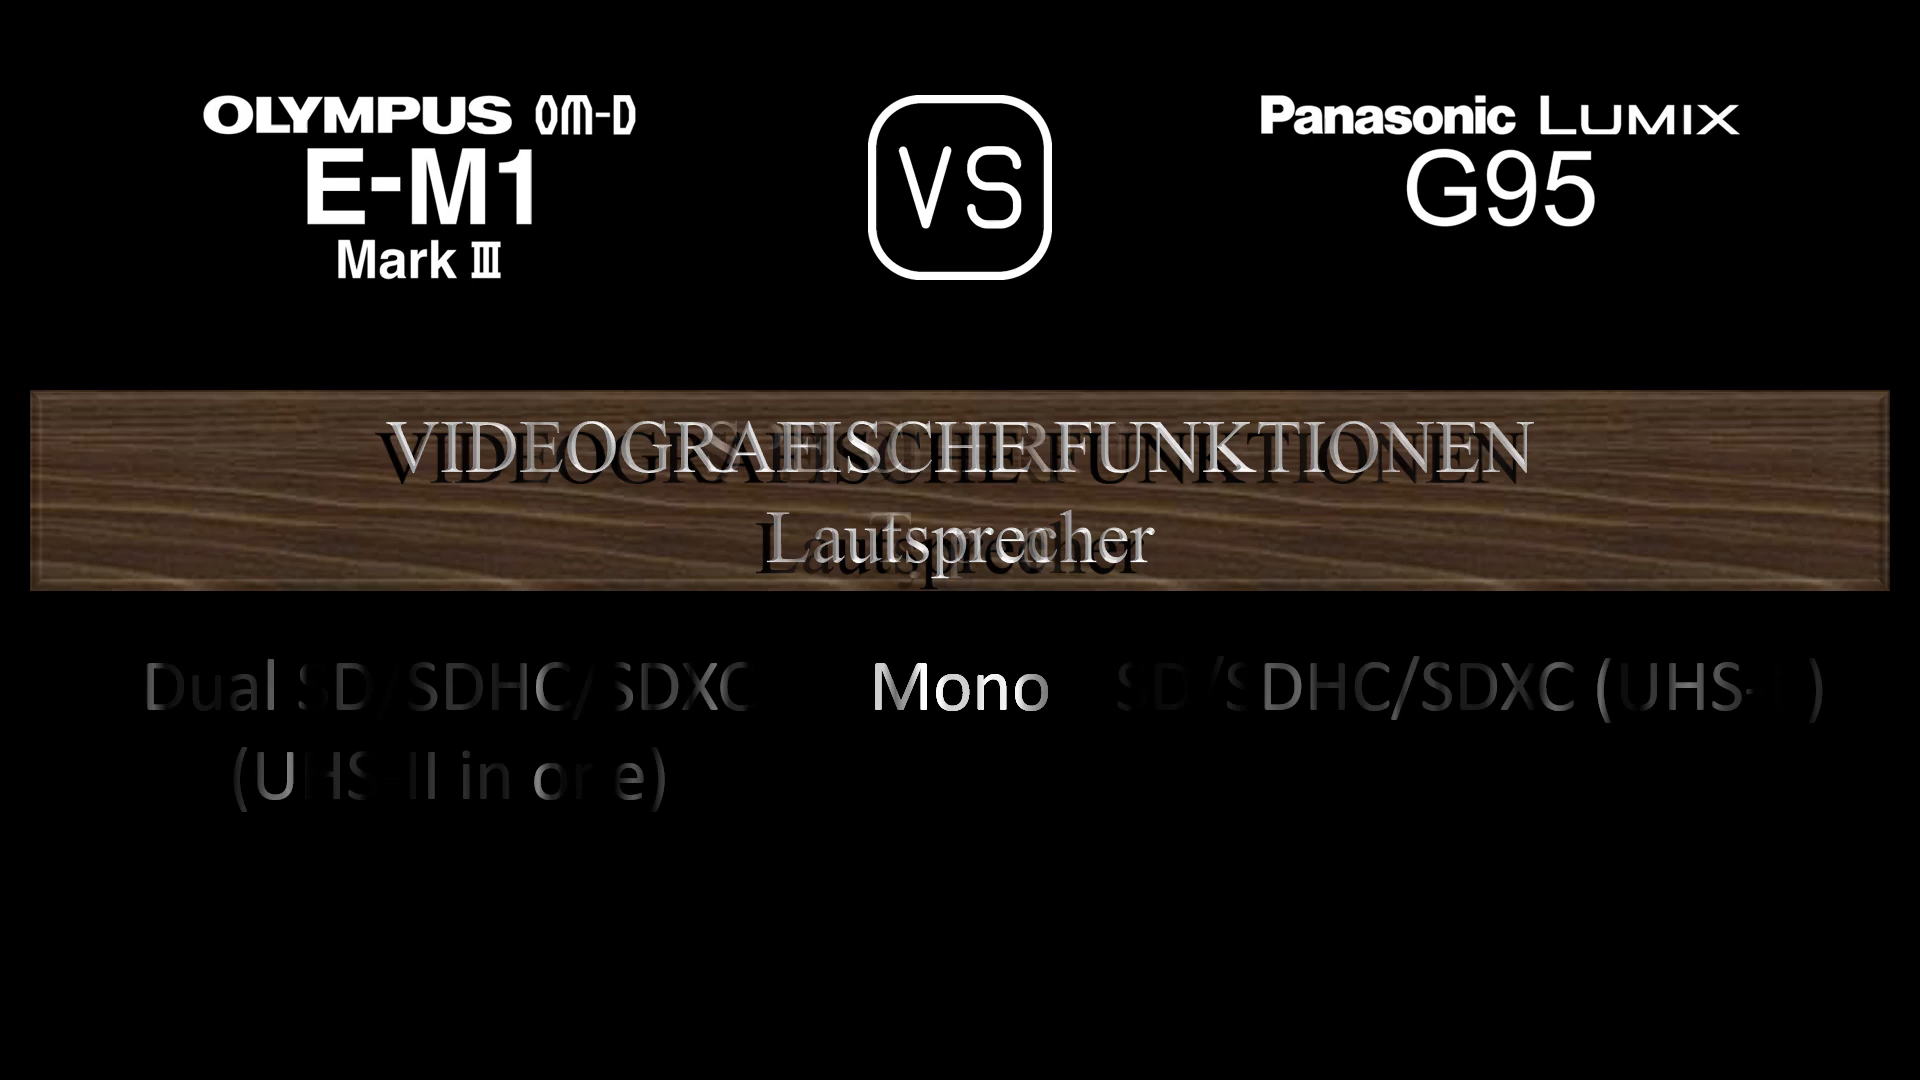 OLYMPUS OM-D
E-M1
Mark III
VS
Panasonic LUMIX
G95
VIDEOGRAFISCHE FUNKTIONEN
Lautsprecher
Dual SD/SDHC/SDXC
(UHS-II in one)
Mono
SD/SDHC/SDXC (UHS-I)